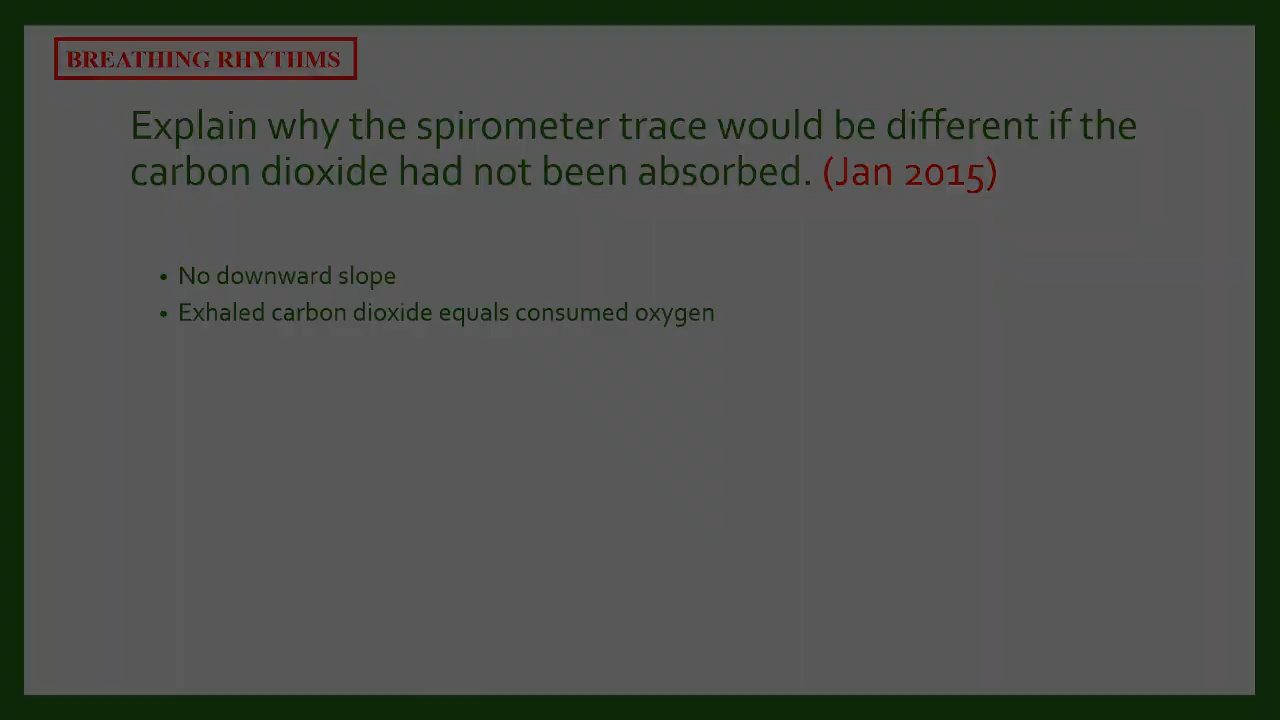 BREATHING RHYTHMS
Explain why the spirometer trace would be different if the
carbon dioxide had not been absorbed. (Jan 2015)
• No downward slope
• Exhaled carbon dioxide equals consumed oxygen